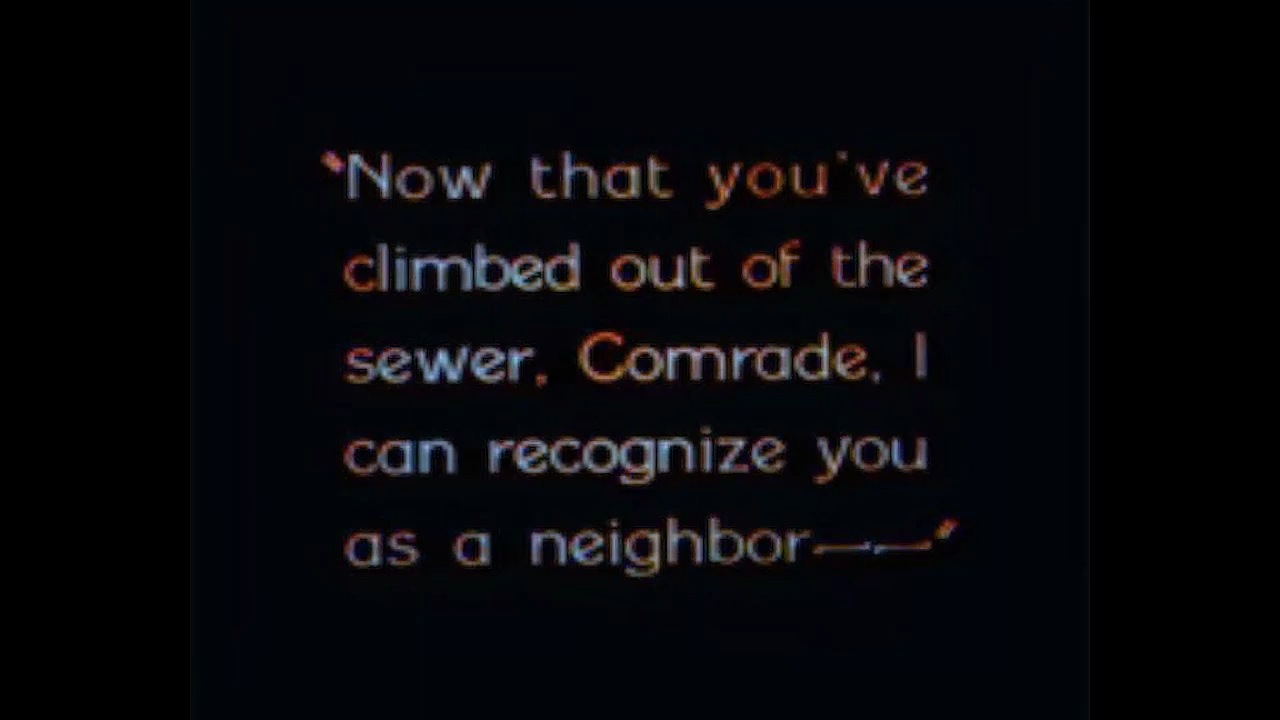 "Now that you've
climbed out of the
sewer, Comrade, I
can recognize you
as a neighbor——"